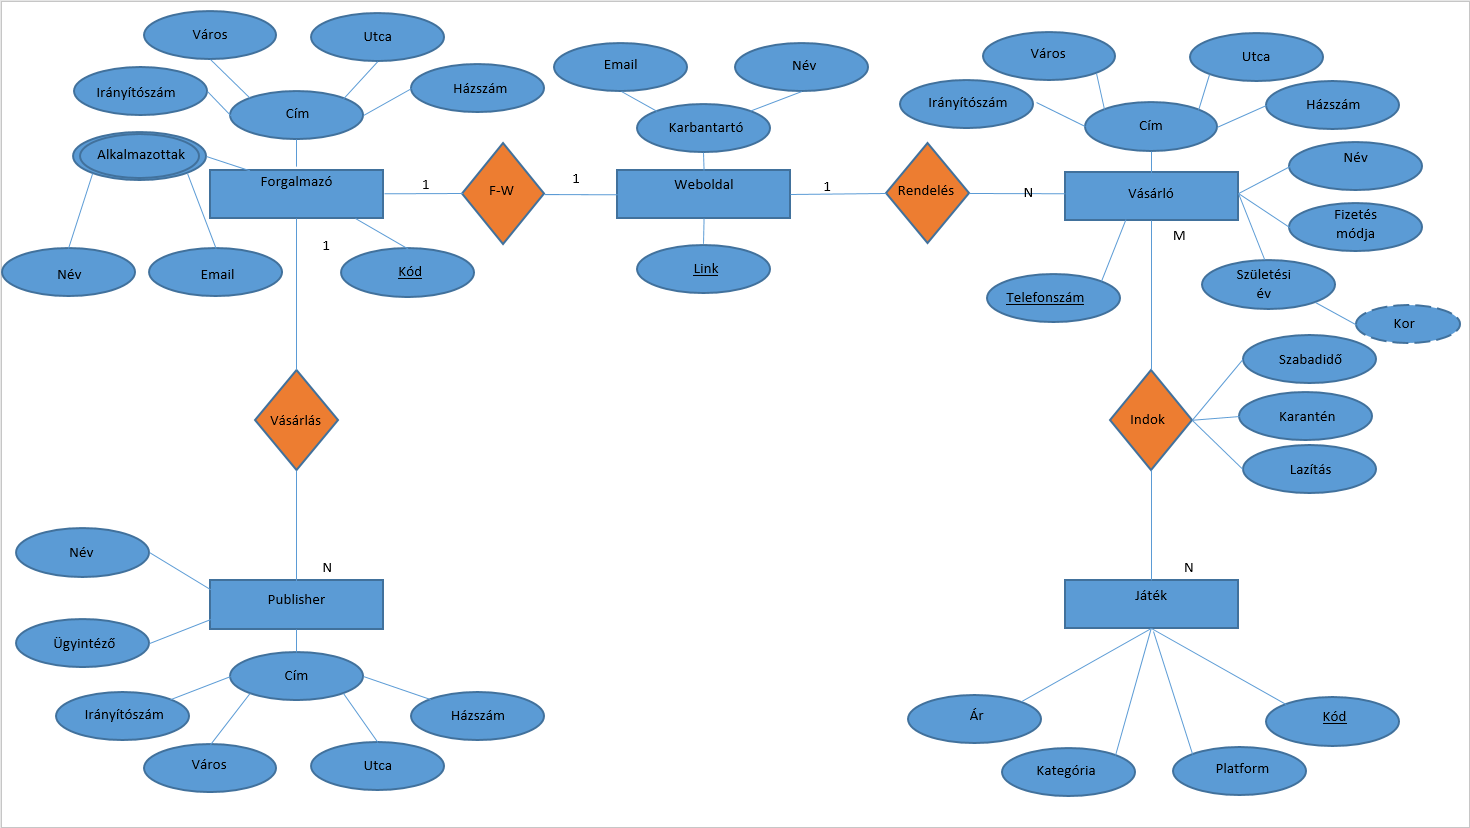 Város
Utca
Irányítószám
Házszám
Cím
Alkalmazottak
Forgalmazó
Név
Email
Kód
1
1
F-W
1
Email
Név
Karbantartó
Weboldal
Link
1
Rendelés
N
Város
Utca
Irányítószám
Házszám
Cím
Név
Vásárló
Fizetés
módja
M
Születési
év
Telefonszám
Kor
Szabadidő
Karantén
Lazítás
Indok
N
Játék
Ár
Kód
Kategória
Platform
Vásárlás
N
Név
Publisher
Ügyintéző
Cím
Irányítószám
Házszám
Város
Utca